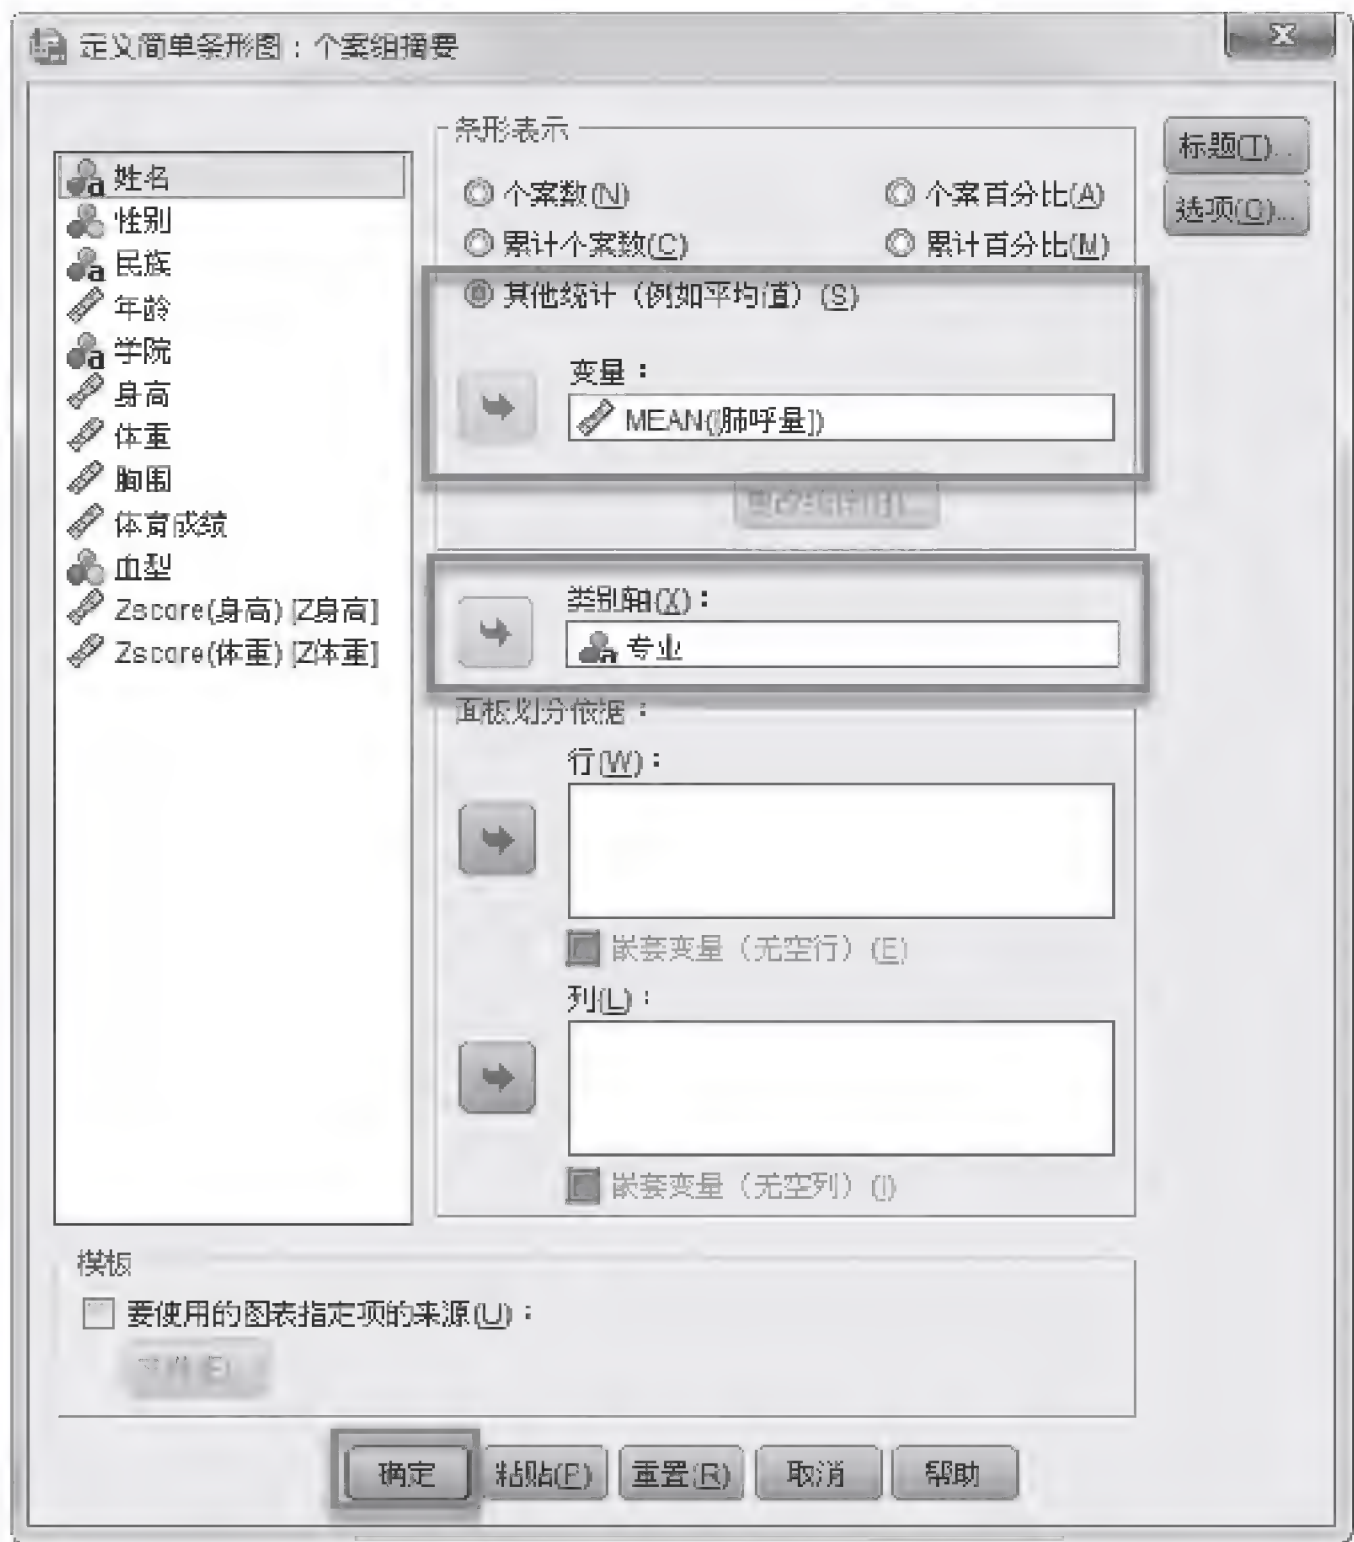 定义简单条形图：个案组摘要
姓名
性别
民族
年龄
学院
身高
体重
胸围
体育成绩
血型
Zscore(身高) [Z身高]
Zscore(体重) [Z体重]
条形表示
个案数(N)
个案百分比(A)
累计个案数(C)
累计百分比(M)
其他统计（例如平均值）(S)
变量：
MEAN([肺呼量])
类别轴(X)：
专业
面板划分依据：
行(W)：
嵌套变量（无空行）(E)
列(L)：
嵌套变量（无空列）(I)
标题(T)...
选项(O)...
模板
要使用的图表指定项的来源(U)：
确定
粘贴(P)
重置(R)
取消
帮助